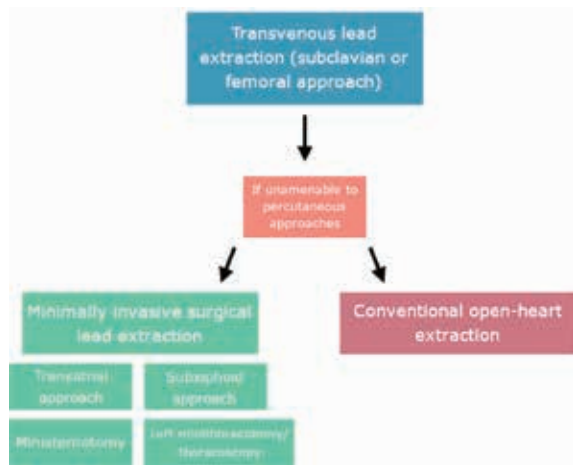 Transvenous lead
extraction (subclavian or
femoral approach)
If unamenable to
percutaneous
approaches
Minimally invasive surgical
lead extraction
Conventional open-heart
extraction
Transatrial
approach
Subxiphoid
approach
Ministernotomy
Left minithoracotomy/
thoracoscopy